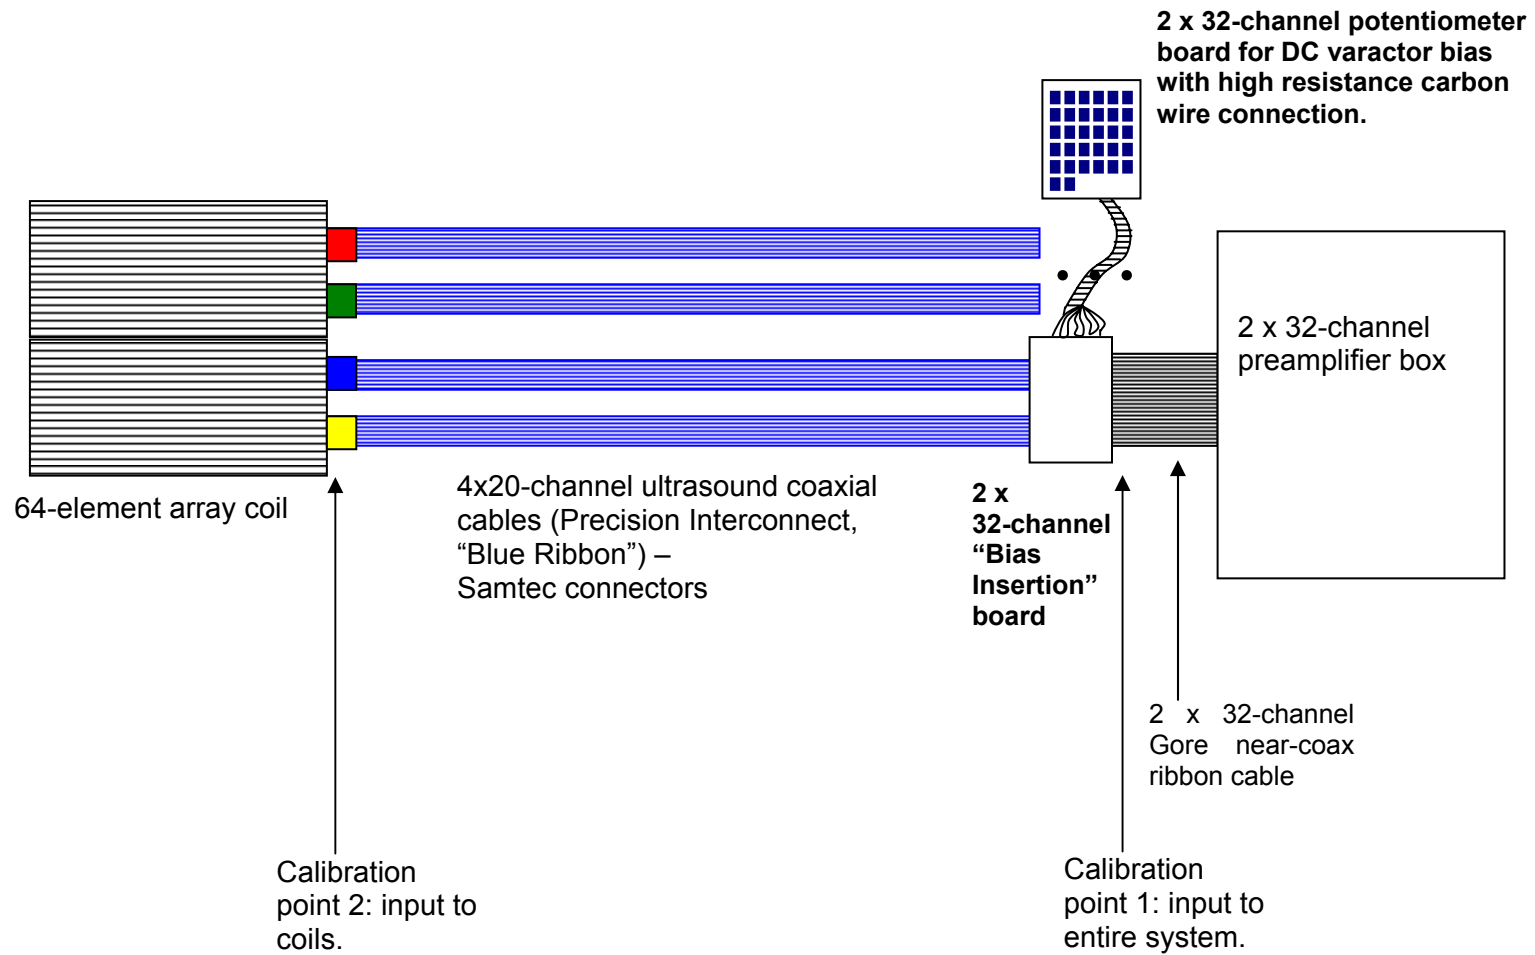 2 x 32-channel potentiometer
board for DC varactor bias
with high resistance carbon
wire connection.
2 x 32-channel
preamplifier box
64-element array coil
4x20-channel ultrasound coaxial
cables (Precision Interconnect,
“Blue Ribbon”) –
Samtec connectors
2 x
32-channel
“Bias
Insertion”
board
2 x 32-channel
Gore near-coax
ribbon cable
Calibration
point 2: input to
coils.
Calibration
point 1: input to
entire system.